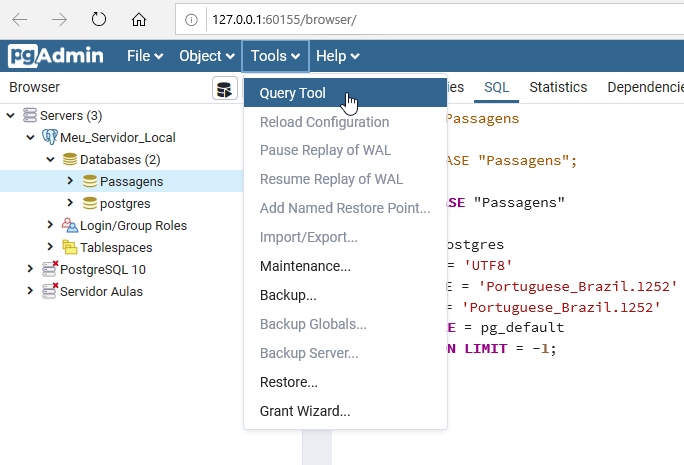 127.0.0.1:60155/browser/
pgAdmin File Object Tools Help
Browser
Query Tool
Reload Configuration
Pause Replay of WAL
Resume Replay of WAL
Add Named Restore Point...
Import/Export...
Maintenance...
Backup...
Backup Globals...
Backup Server...
Restore...
Grant Wizard...
Servers (3)
Meu_Servidor_Local
Databases (2)
Passagens
postgres
Login/Group Roles
Tablespaces
PostgreSQL 10
Servidor Aulas
ies SQL Statistics Dependencie
Passagens
ASE "Passagens";
ASE "Passagens"
ostgres
= 'UTF8'
E = 'Portuguese_Brazil.1252'
= 'Portuguese_Brazil.1252'
CE = pg_default
ON LIMIT = -1;